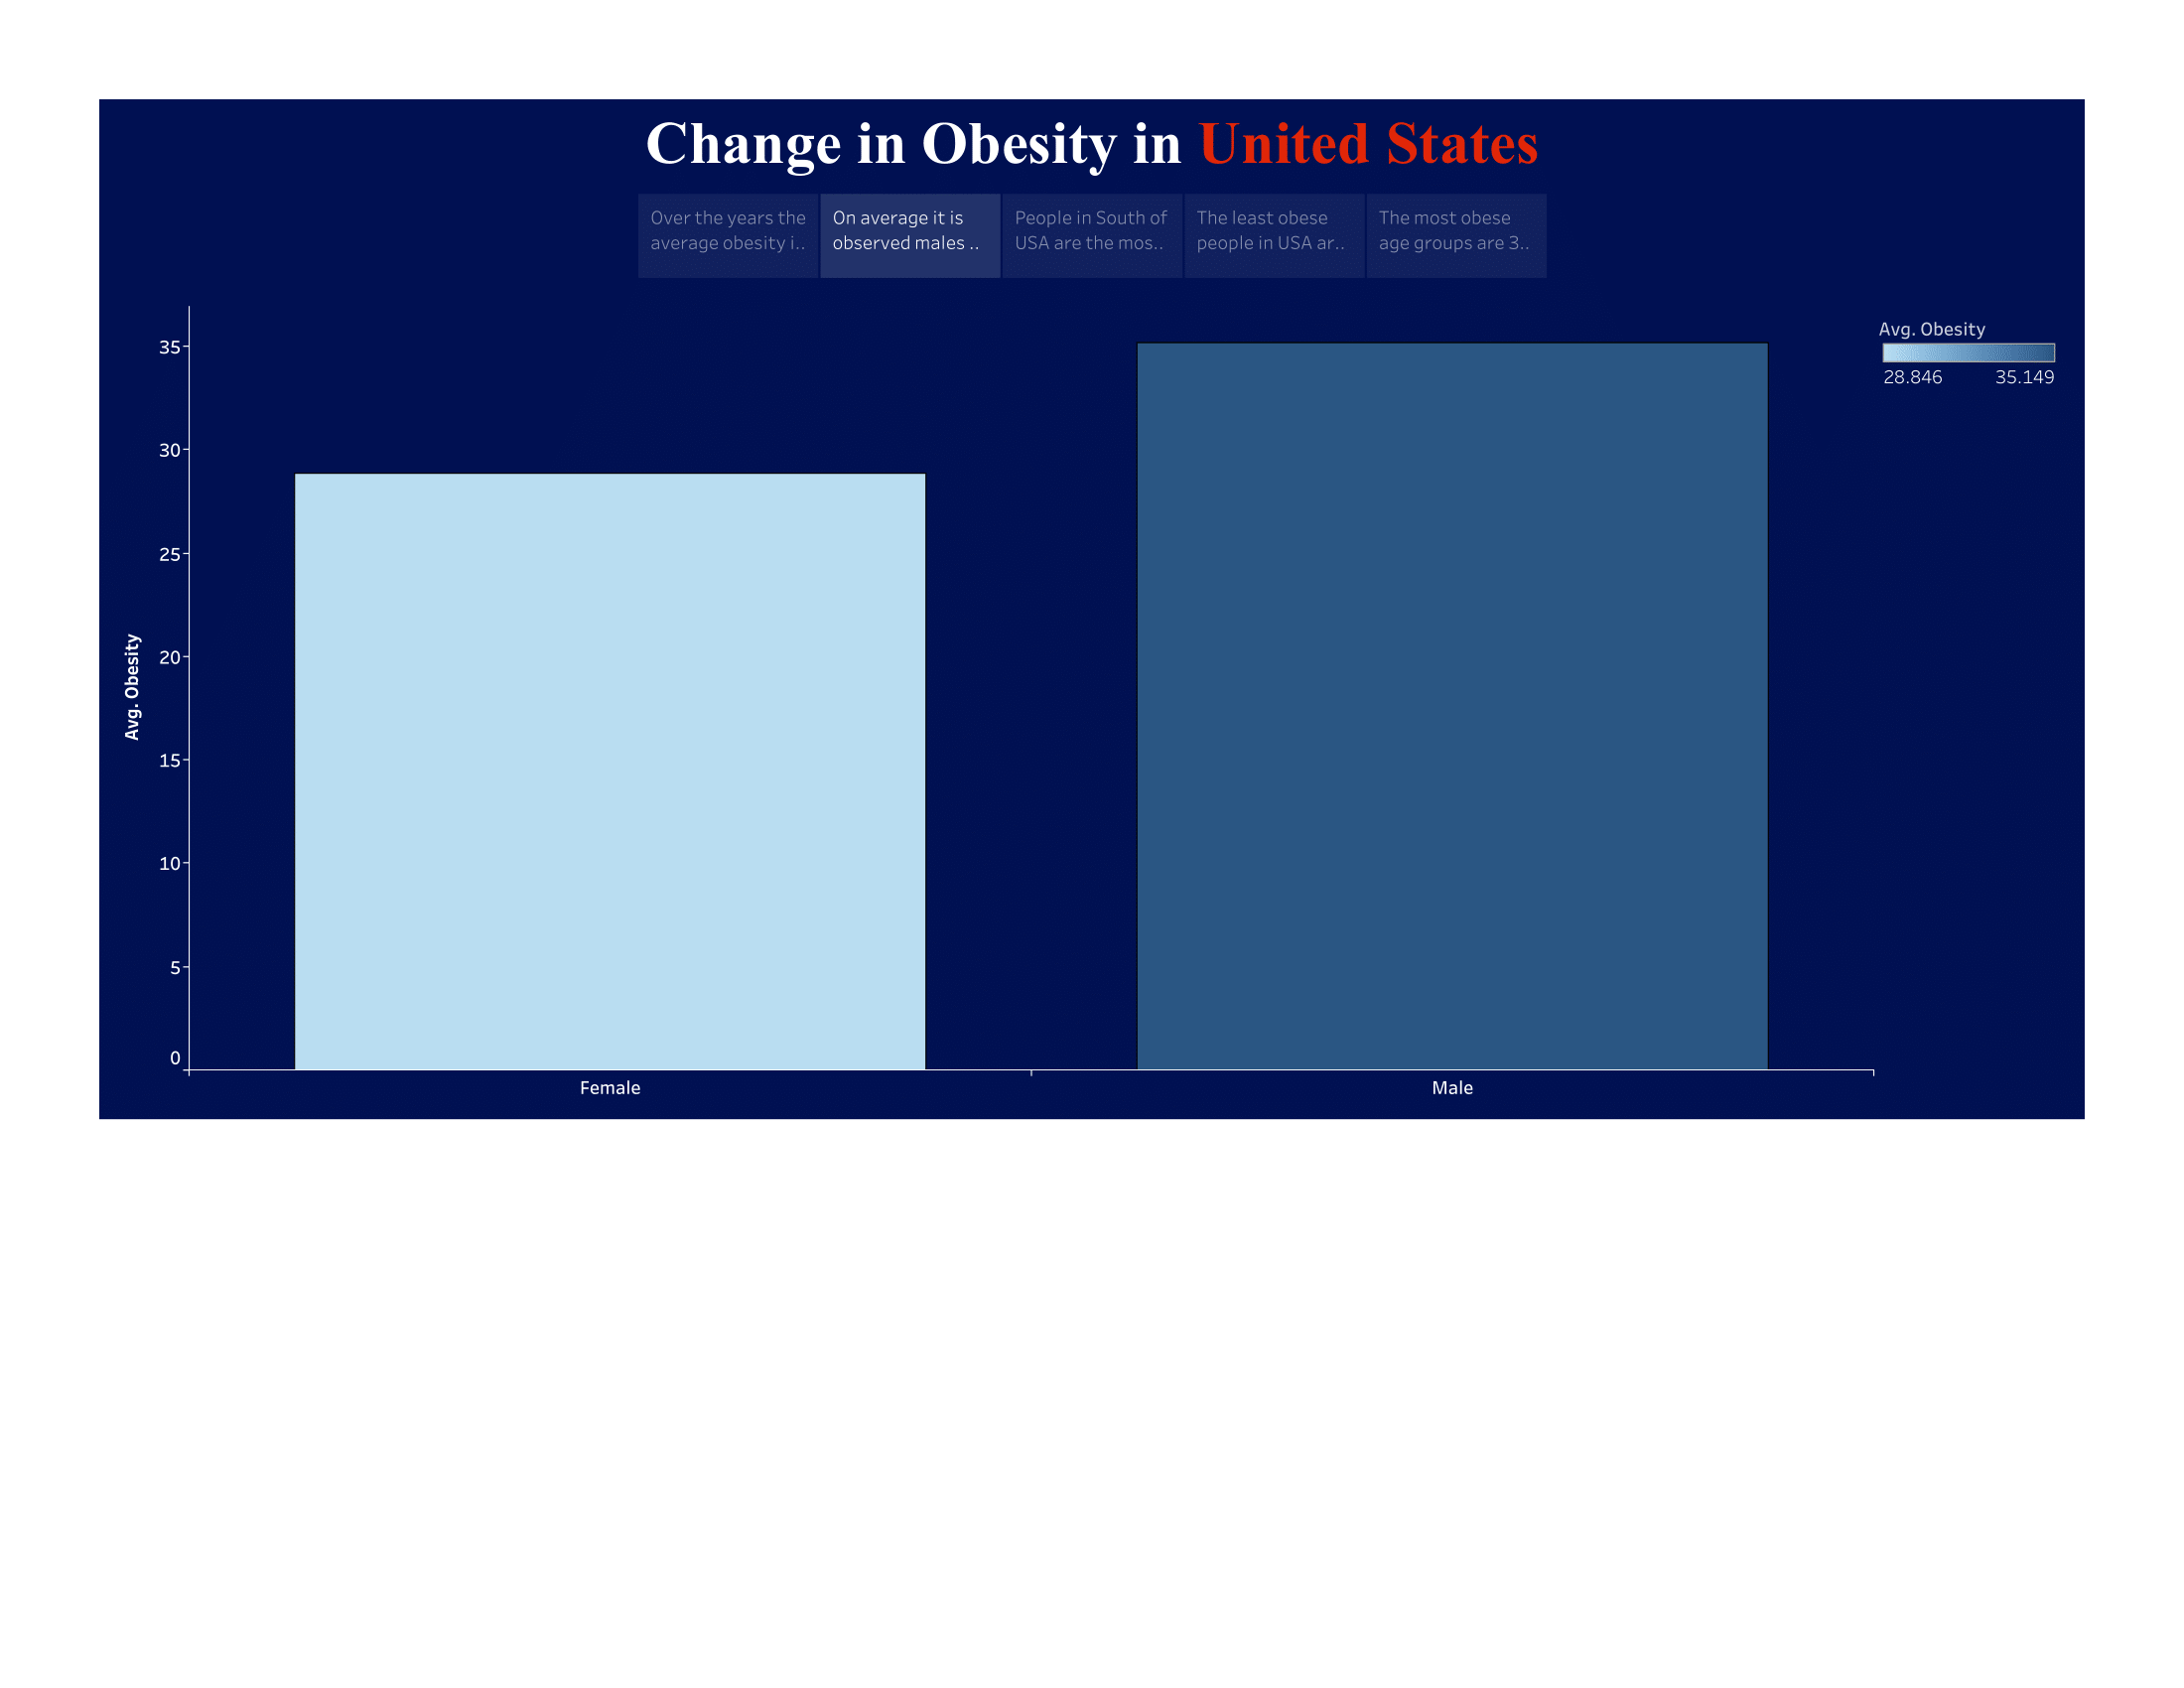 Change in Obesity in United States
Over the years the
average obesity i..
On average it is
observed males ..
People in South of
USA are the mos..
The least obese
people in USA ar..
The most obese
age groups are 3..
Avg. Obesity
28.846 35.149
35
30
25
20
15
10
5
0
Avg. Obesity
Female Male